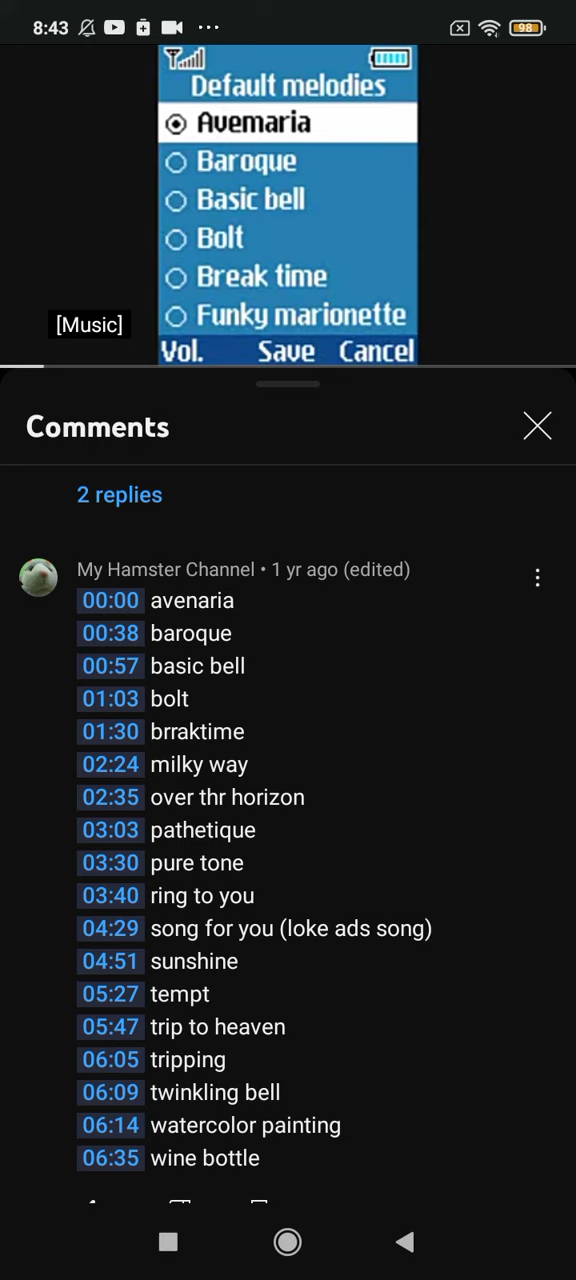 8:43
98
Default melodies
Avemaria
Baroque
Basic bell
Bolt
Break time
Funky marionette
[Music]
Vol. Save Cancel
Comments
2 replies
My Hamster Channel • 1 yr ago (edited)
00:00 avenaria
00:38 baroque
00:57 basic bell
01:03 bolt
01:30 brraktime
02:24 milky way
02:35 over thr horizon
03:03 pathetique
03:30 pure tone
03:40 ring to you
04:29 song for you (loke ads song)
04:51 sunshine
05:27 tempt
05:47 trip to heaven
06:05 tripping
06:09 twinkling bell
06:14 watercolor painting
06:35 wine bottle